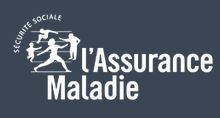 SÉCURITÉ SOCIALE
l'Assurance
Maladie